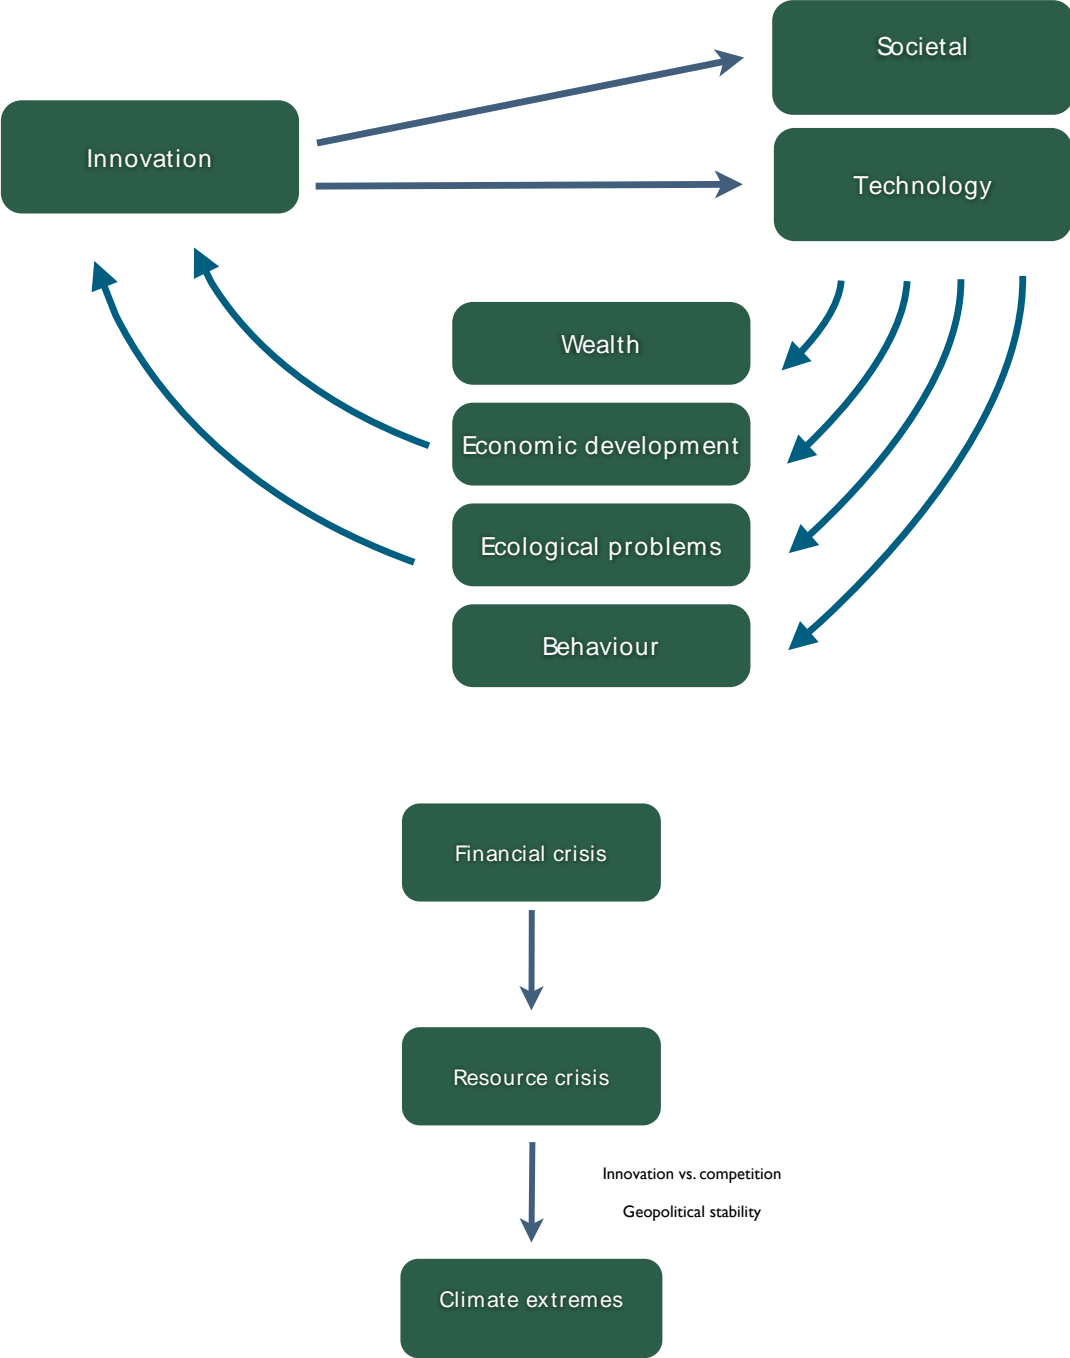 Societal
Innovation
Technology
Wealth
Economic development
Ecological problems
Behaviour
Financial crisis
Resource crisis
Innovation vs. competition
Geopolitical stability
Climate extremes